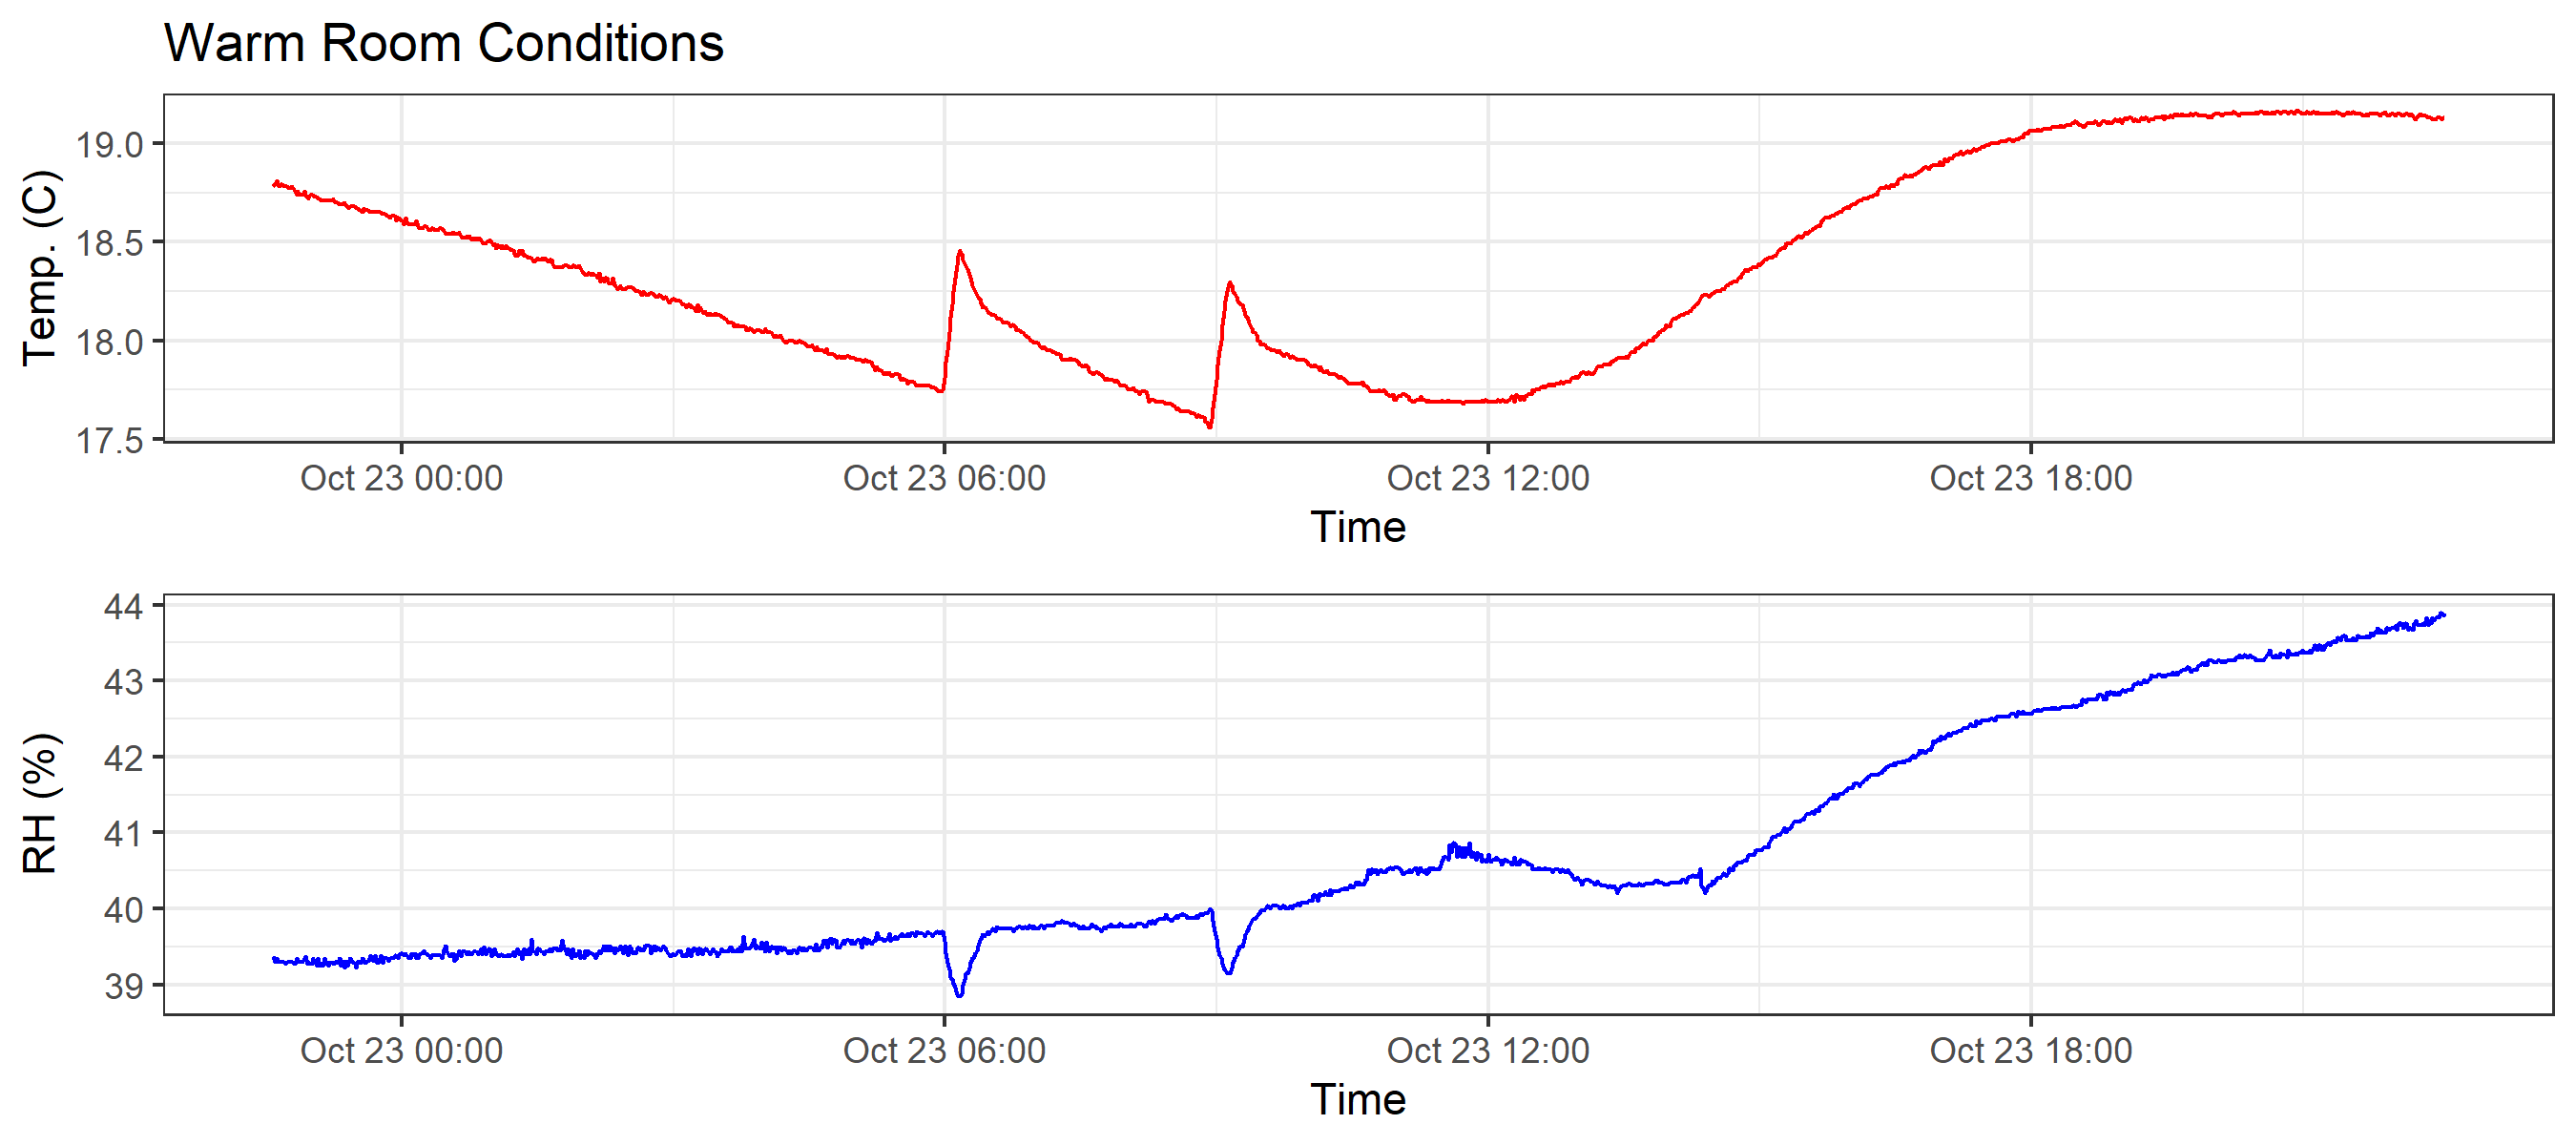 Warm Room Conditions
Temp. (C)
19.0
18.5
18.0
17.5
Oct 23 00:00 Oct 23 06:00 Oct 23 12:00 Oct 23 18:00
Time
RH (%)
44
43
42
41
40
39
Oct 23 00:00 Oct 23 06:00 Oct 23 12:00 Oct 23 18:00
Time